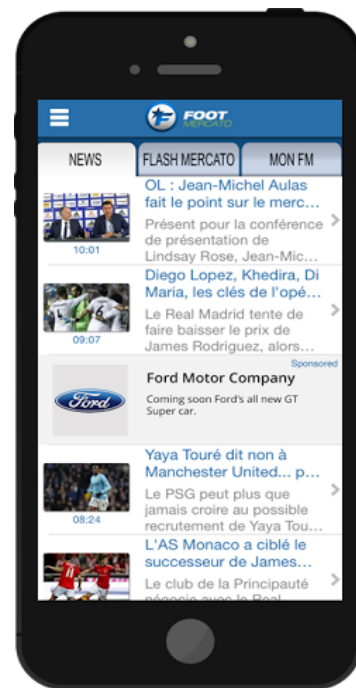 FOOT
MERCATO
NEWS
FLASH MERCATO
MON FM
OL : Jean-Michel Aulas
fait le point sur le merc...
Présent pour la conférence
de présentation de
Lindsay Rose, Jean-Mic...
10:01
Diego Lopez, Khedira, Di
Maria, les clés de l'opé...
Le Real Madrid tente de
faire baisser le prix de
James Rodriguez, alors...
09:07
Sponsored
Ford Motor Company
Ford
Coming soon Ford's all new GT
Super car.
Yaya Touré dit non à
Manchester United... p...
Le PSG peut plus que
jamais croire au possible
recrutement de Yaya Tou...
08:24
L'AS Monaco a ciblé le
successeur de James...
Le club de la Principauté
négocie avec le Real